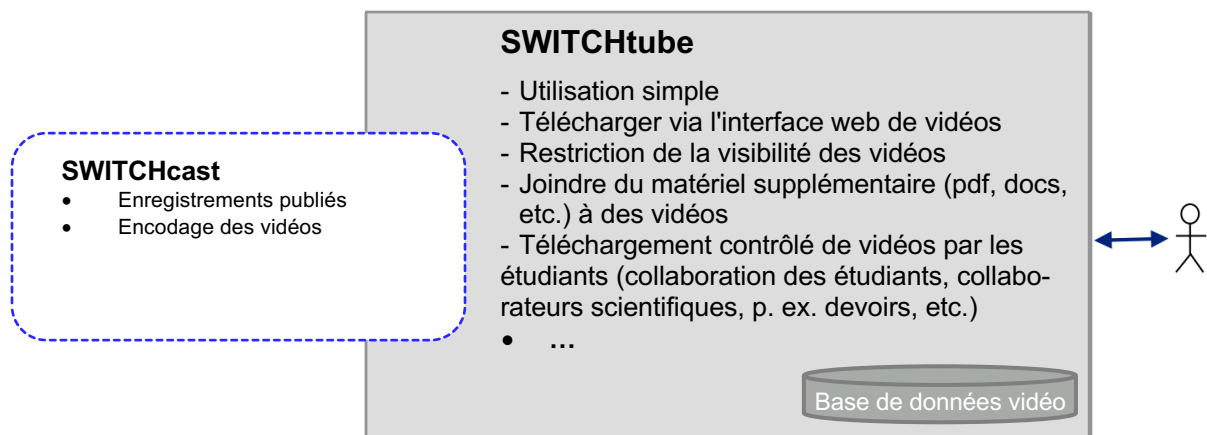 SWITCHtube
- Utilisation simple
- Télécharger via l'interface web de vidéos
- Restriction de la visibilité des vidéos
- Joindre du matériel supplémentaire (pdf, docs,
etc.) à des vidéos
- Téléchargement contrôlé de vidéos par les
étudiants (collaboration des étudiants, collabo-
rateurs scientifiques, p. ex. devoirs, etc.)
• ...
SWITCHcast
• Enregistrements publiés
• Encodage des vidéos
Base de données vidéo